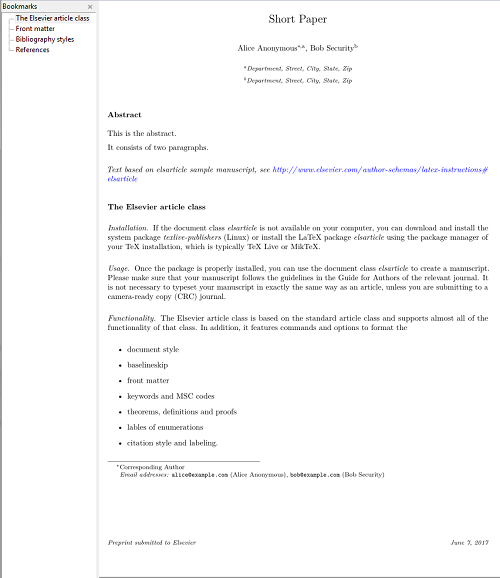 Bookmarks
The Elsevier article class
Front matter
Bibliography styles
References
Short Paper
Alice Anonymousᵃ,*, Bob Securityᵇ
ᵃDepartment, Street, City, State, Zip
ᵇDepartment, Street, City, State, Zip
Abstract
This is the abstract.
It consists of two paragraphs.
Text based on elsarticle sample manuscript, see http://www.elsevier.com/author-schemas/latex-instructions#
elsarticle
The Elsevier article class
Installation. If the document class elsarticle is not available on your computer, you can download and install the
system package texlive-publishers (Linux) or install the LaTeX package elsarticle using the package manager of
your TeX installation, which is typically TeX Live or MikTeX.
Usage. Once the package is properly installed, you can use the document class elsarticle to create a manuscript.
Please make sure that your manuscript follows the guidelines in the Guide for Authors of the relevant journal. It
is not necessary to typeset your manuscript in exactly the same way as an article, unless you are submitting to a
camera-ready copy (CRC) journal.
Functionality. The Elsevier article class is based on the standard article class and supports almost all of the
functionality of that class. In addition, it features commands and options to format the
• document style
• baselineskip
• front matter
• keywords and MSC codes
• theorems, definitions and proofs
• lables of enumerations
• citation style and labeling.
*Corresponding Author
Email addresses: alice@example.com (Alice Anonymous), bob@example.com (Bob Security)
Preprint submitted to Elsevier June 7, 2017